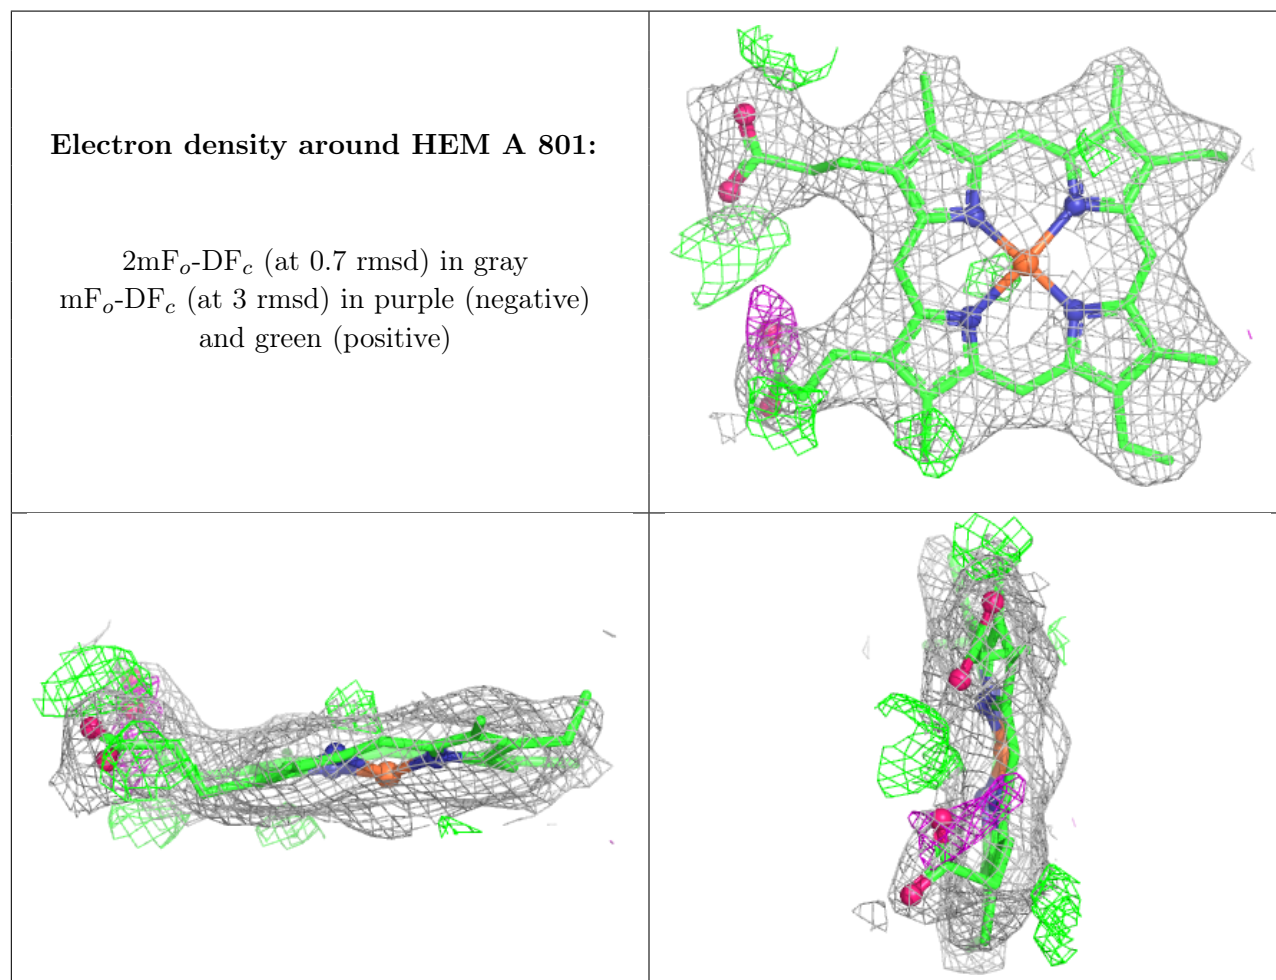 Electron density around HEM A 801:
2mFo-DFc (at 0.7 rmsd) in gray
mFo-DFc (at 3 rmsd) in purple (negative)
and green (positive)